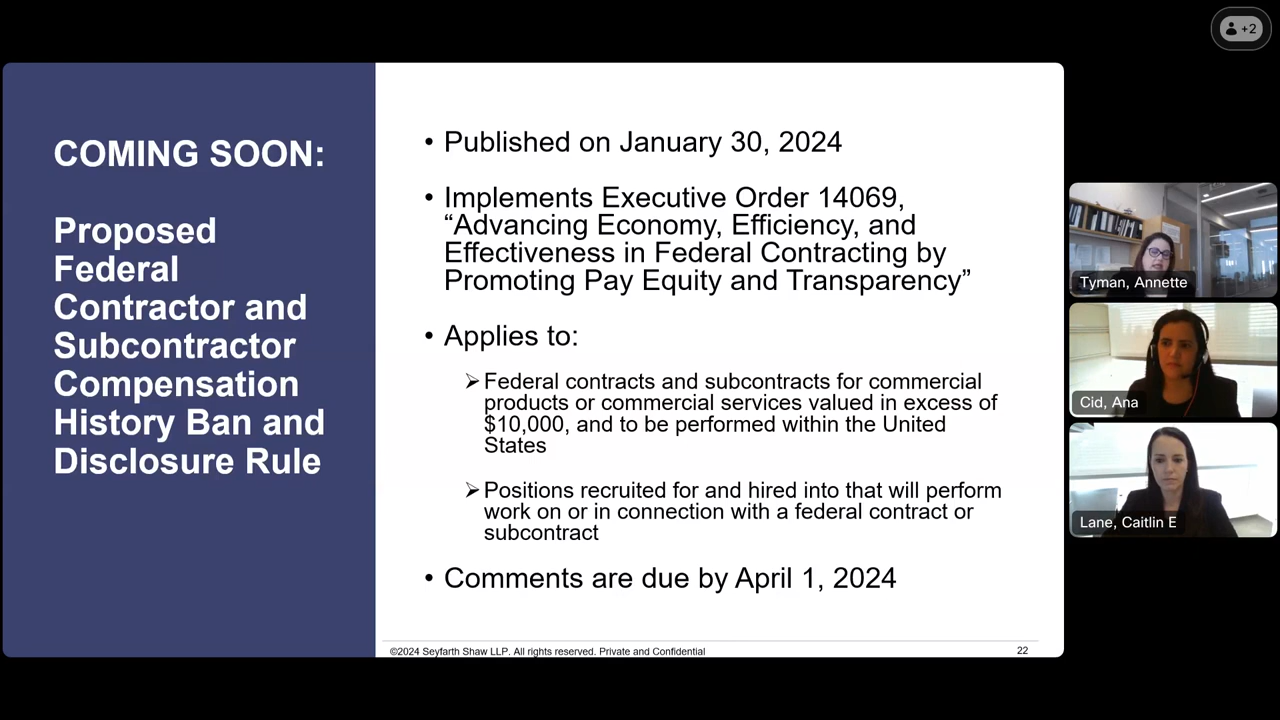 +2
COMING SOON:
Proposed
Federal
Contractor and
Subcontractor
Compensation
History Ban and
Disclosure Rule
• Published on January 30, 2024
• Implements Executive Order 14069,
“Advancing Economy, Efficiency, and
Effectiveness in Federal Contracting by
Promoting Pay Equity and Transparency”
• Applies to:
➢ Federal contracts and subcontracts for commercial
products or commercial services valued in excess of
$10,000, and to be performed within the United
States
➢ Positions recruited for and hired into that will perform
work on or in connection with a federal contract or
subcontract
• Comments are due by April 1, 2024
©2024 Seyfarth Shaw LLP. All rights reserved. Private and Confidential
22
Tyman, Annette
Cid, Ana
Lane, Caitlin E